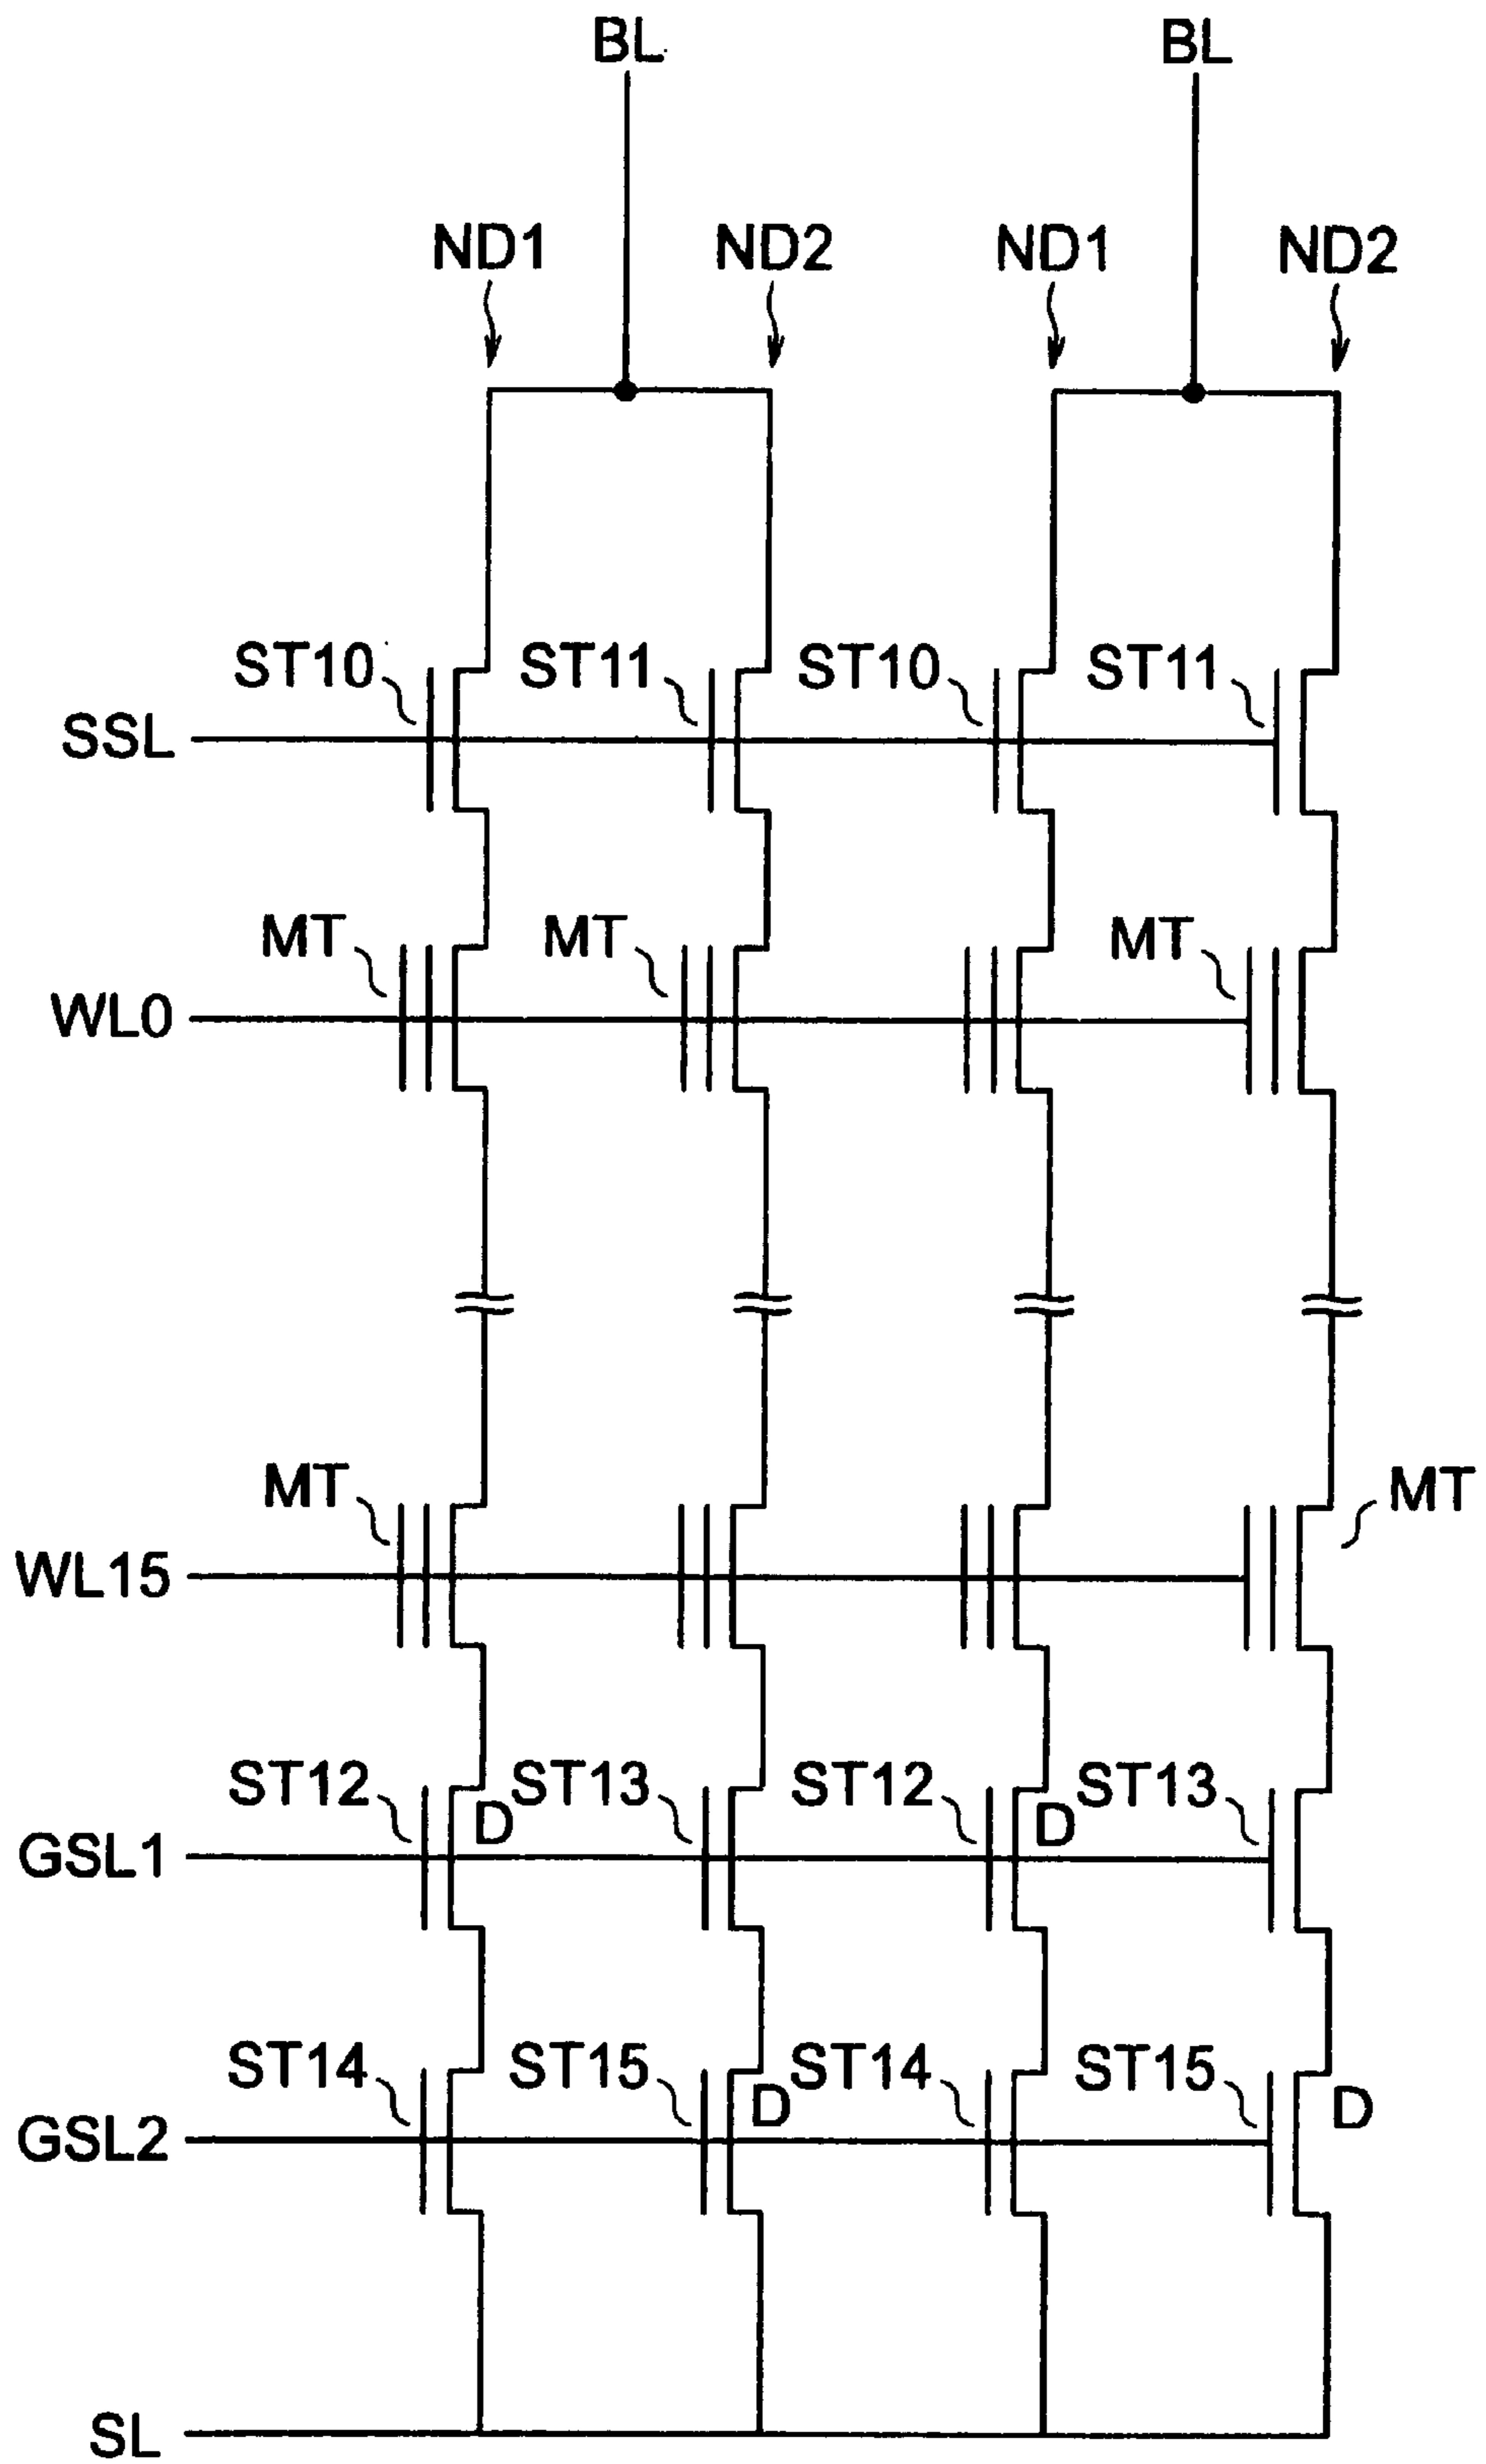 BL BL
ND1 ND2 ND1 ND2
ST10 ST11 ST10 ST11
SSL
MT MT MT
WL0
MT MT
WL15
ST12 D ST13 ST12 D ST13
GSL1
ST14 ST15 D ST14 ST15 D
GSL2
SL